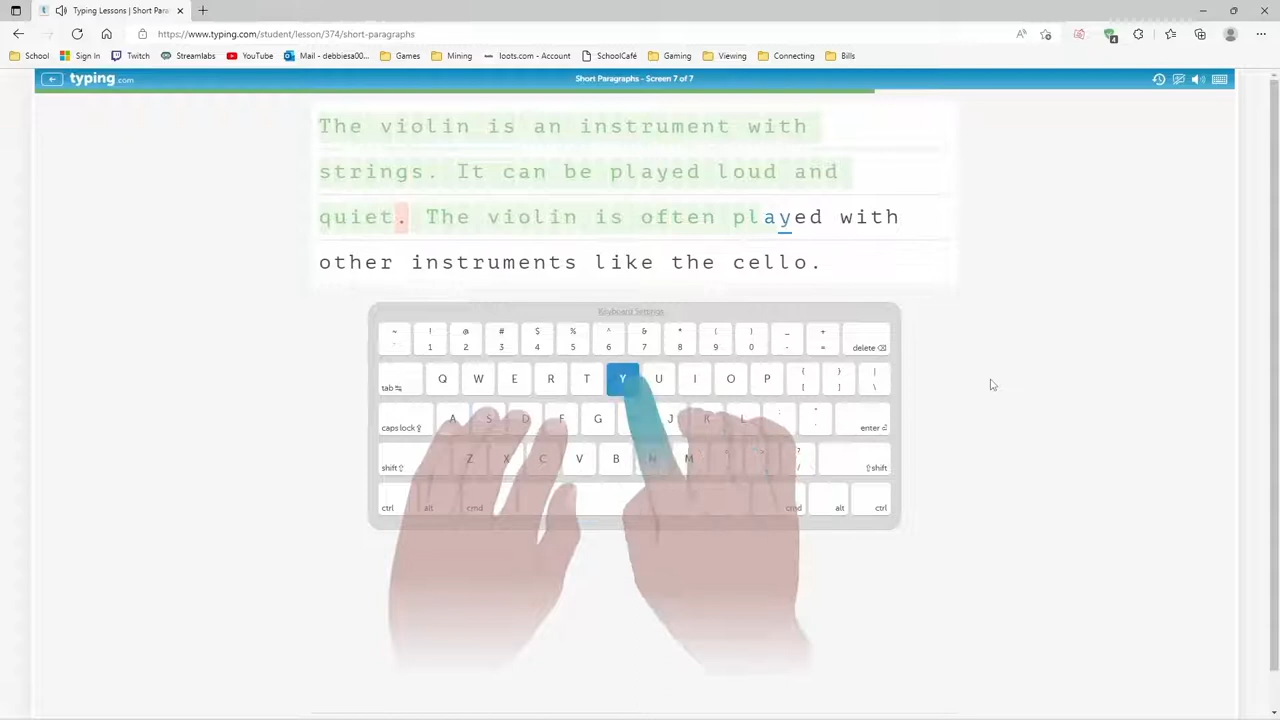 Typing Lessons | Short Para
https://www.typing.com/student/lesson/374/short-paragraphs
School Sign In Twitch Streamlabs YouTube Mail - debbiesa00... Games Mining loots.com - Account SchoolCafé Gaming Viewing Connecting Bills
typing.com
Short Paragraphs - Screen 7 of 7
The violin is an instrument with
strings. It can be played loud and
quiet. The violin is often played with
other instruments like the cello.
Keyboard Settings
~ ! @ # $ % ^ & * ( ) _ +
` 1 2 3 4 5 6 7 8 9 0 - = delete
tab Q W E R T Y U I O P { [ } ] | \
caps lock A S D F G J K L : " enter
shift Z X C V B N M ? / shift
ctrl alt cmd cmd alt ctrl